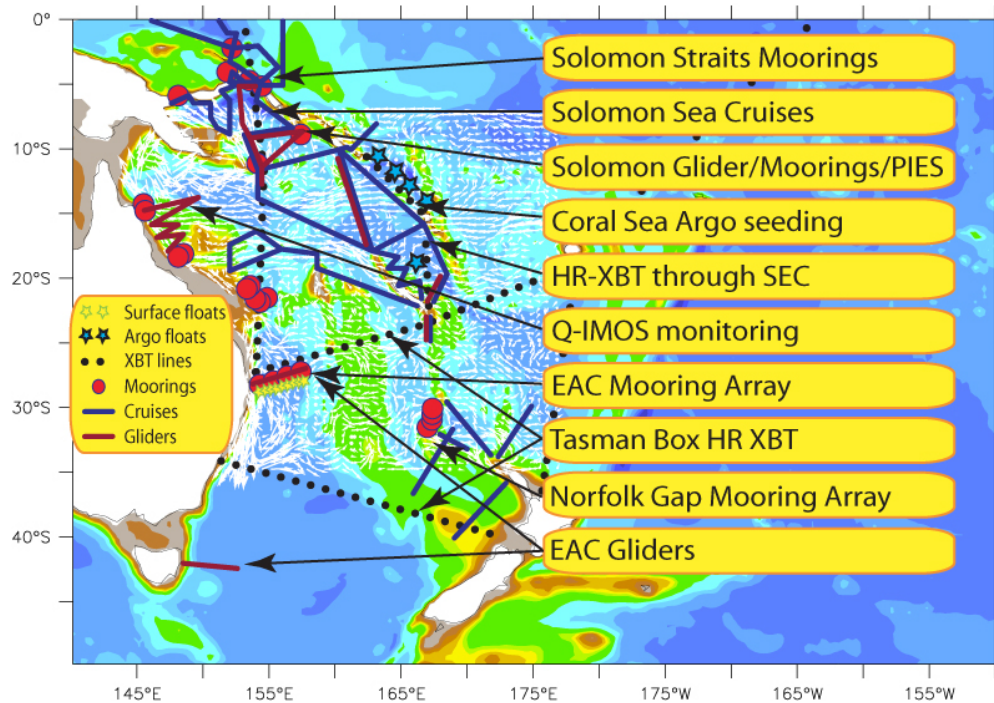 0°
10°S
20°S
30°S
40°S
Solomon Straits Moorings
Solomon Sea Cruises
Solomon Glider/Moorings/PIES
Coral Sea Argo seeding
HR-XBT through SEC
Q-IMOS monitoring
EAC Mooring Array
Tasman Box HR XBT
Norfolk Gap Mooring Array
EAC Gliders
Surface floats
Argo floats
XBT lines
Moorings
Cruises
Gliders
145°E 155°E 165°E 175°E 175°W 165°W 155°W